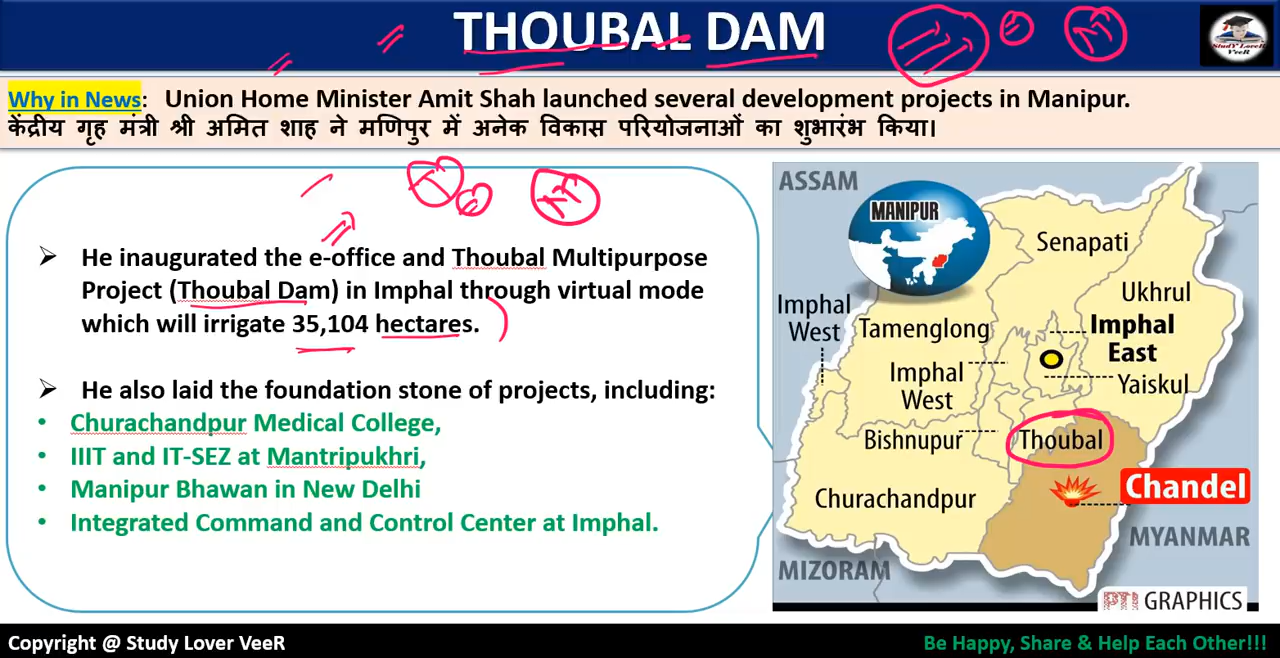 THOUBAL DAM
StudY LoveR
VeeR
Why in News: Union Home Minister Amit Shah launched several development projects in Manipur.
केंद्रीय गृह मंत्री श्री अमित शाह ने मणिपुर में अनेक विकास परियोजनाओं का शुभारंभ किया।
➤ He inaugurated the e-office and Thoubal Multipurpose
Project (Thoubal Dam) in Imphal through virtual mode
which will irrigate 35,104 hectares.
➤ He also laid the foundation stone of projects, including:
• Churachandpur Medical College,
• IIIT and IT-SEZ at Mantripukhri,
• Manipur Bhawan in New Delhi
• Integrated Command and Control Center at Imphal.
ASSAM
MANIPUR
Senapati
Ukhrul
Imphal
West
Tamenglong
Imphal
East
Imphal
West
Yaiskul
Bishnupur
Thoubal
Churachandpur
Chandel
MYANMAR
MIZORAM
PTI GRAPHICS
Copyright @ Study Lover VeeR
Be Happy, Share & Help Each Other!!!